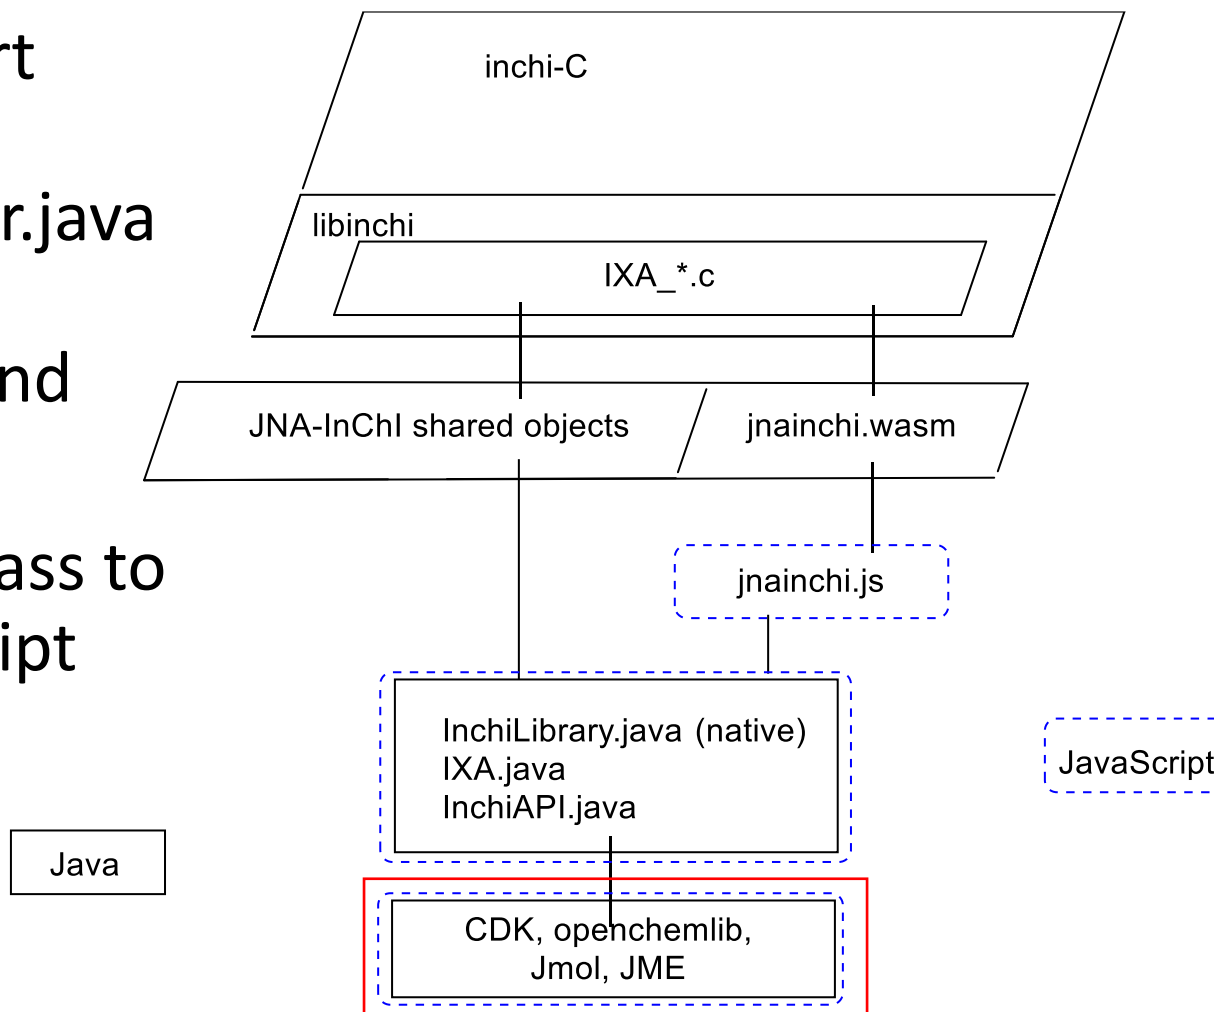 rt
inchi-C
r.java
libinchi
IXA_*.c
nd
JNA-InChI shared objects
jnainchi.wasm
ass to
jnainchi.js
ipt
InchiLibrary.java (native)
IXA.java
InchiAPI.java
JavaScript
Java
CDK, openchemlib,
Jmol, JME